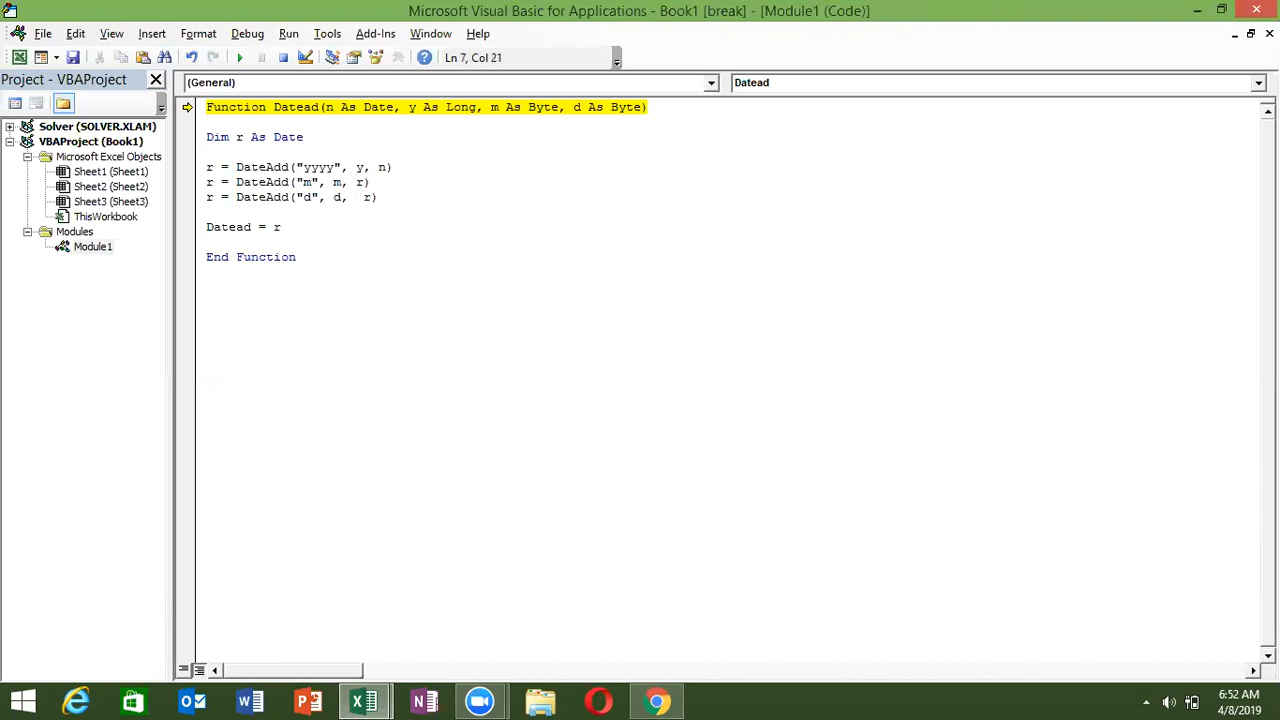 Microsoft Visual Basic for Applications - Book1 [break] - [Module1 (Code)]
File Edit View Insert Format Debug Run Tools Add-Ins Window Help
Ln 7, Col 21
Project - VBAProject
(General)
Datead
Solver (SOLVER.XLAM)
VBAProject (Book1)
Microsoft Excel Objects
Sheet1 (Sheet1)
Sheet2 (Sheet2)
Sheet3 (Sheet3)
ThisWorkbook
Modules
Module1
Function Datead(n As Date, y As Long, m As Byte, d As Byte)
Dim r As Date
r = DateAdd("yyyy", y, n)
r = DateAdd("m", m, r)
r = DateAdd("d", d,  r)
Datead = r
End Function
6:52 AM
4/8/2019